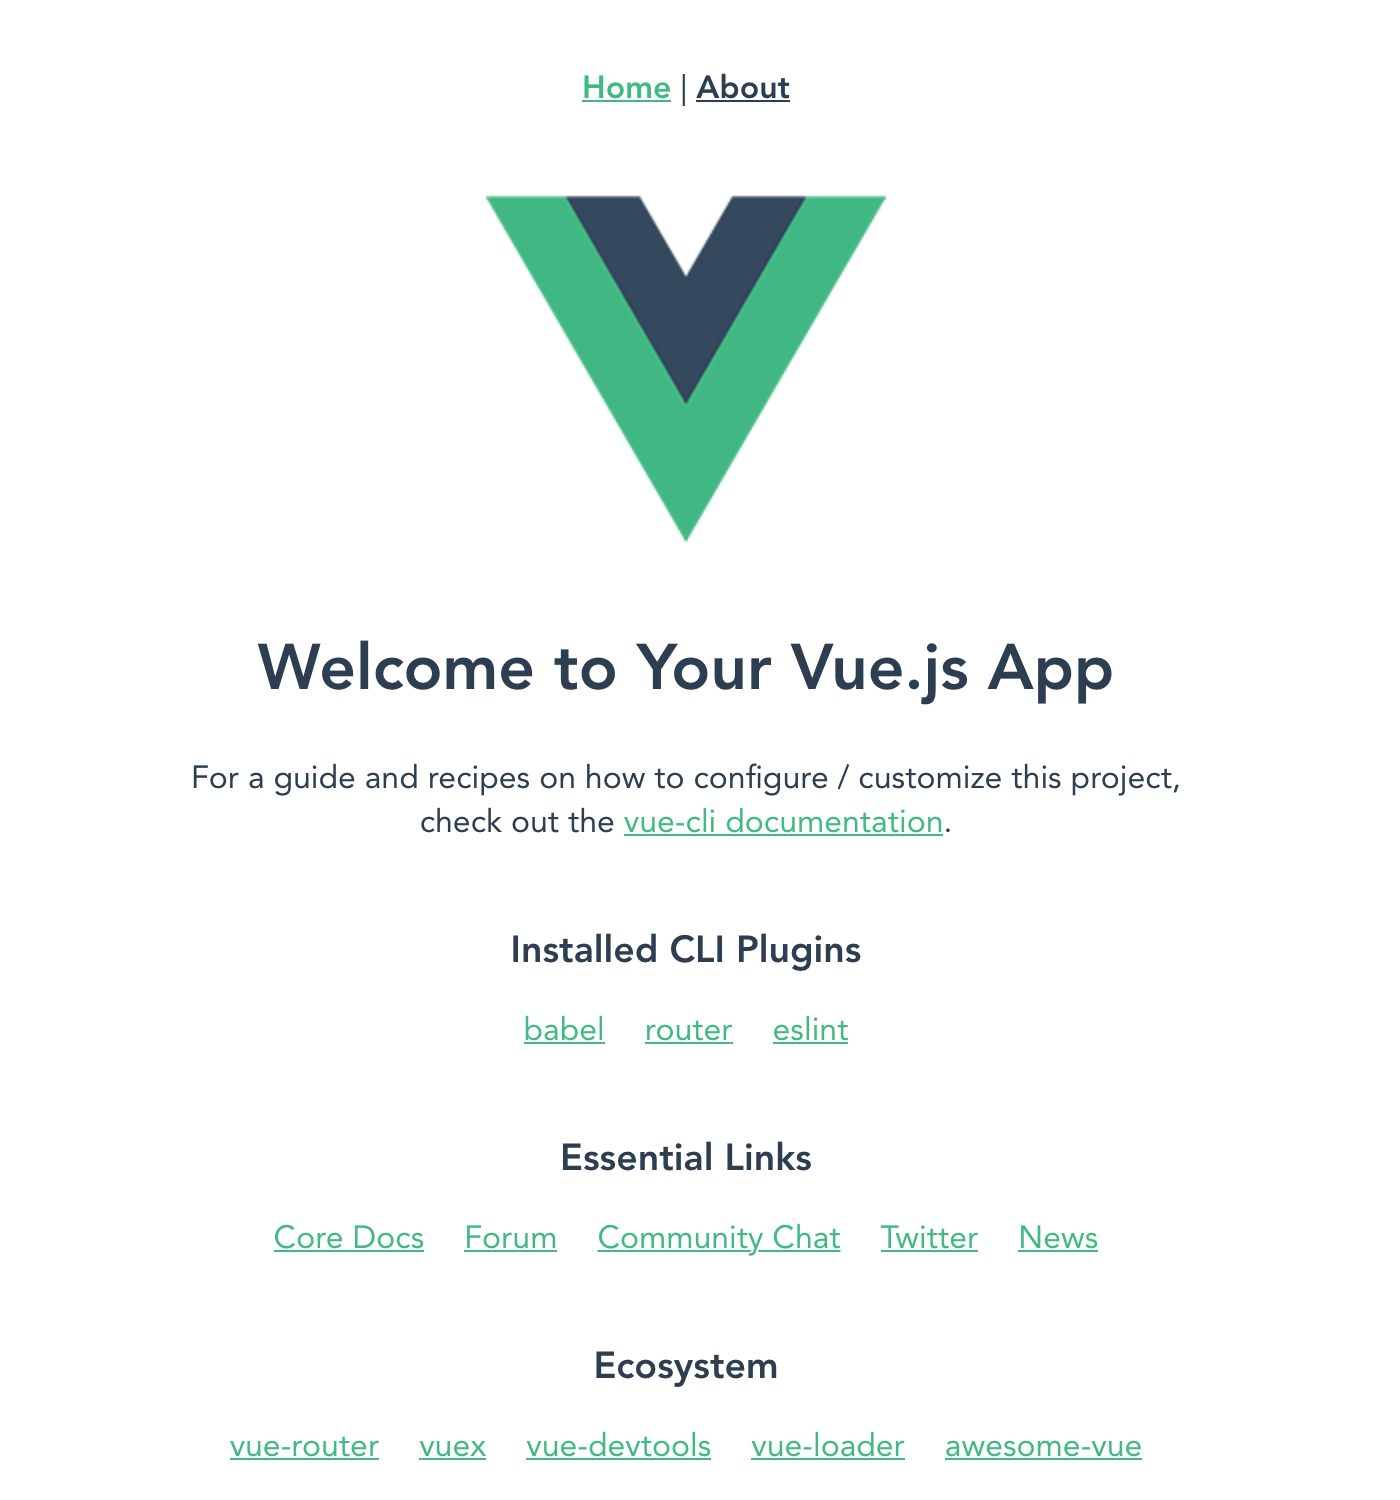 Home | About
Welcome to Your Vue.js App
For a guide and recipes on how to configure / customize this project,
check out the vue-cli documentation.
Installed CLI Plugins
babel router eslint
Essential Links
Core Docs Forum Community Chat Twitter News
Ecosystem
vue-router vuex vue-devtools vue-loader awesome-vue